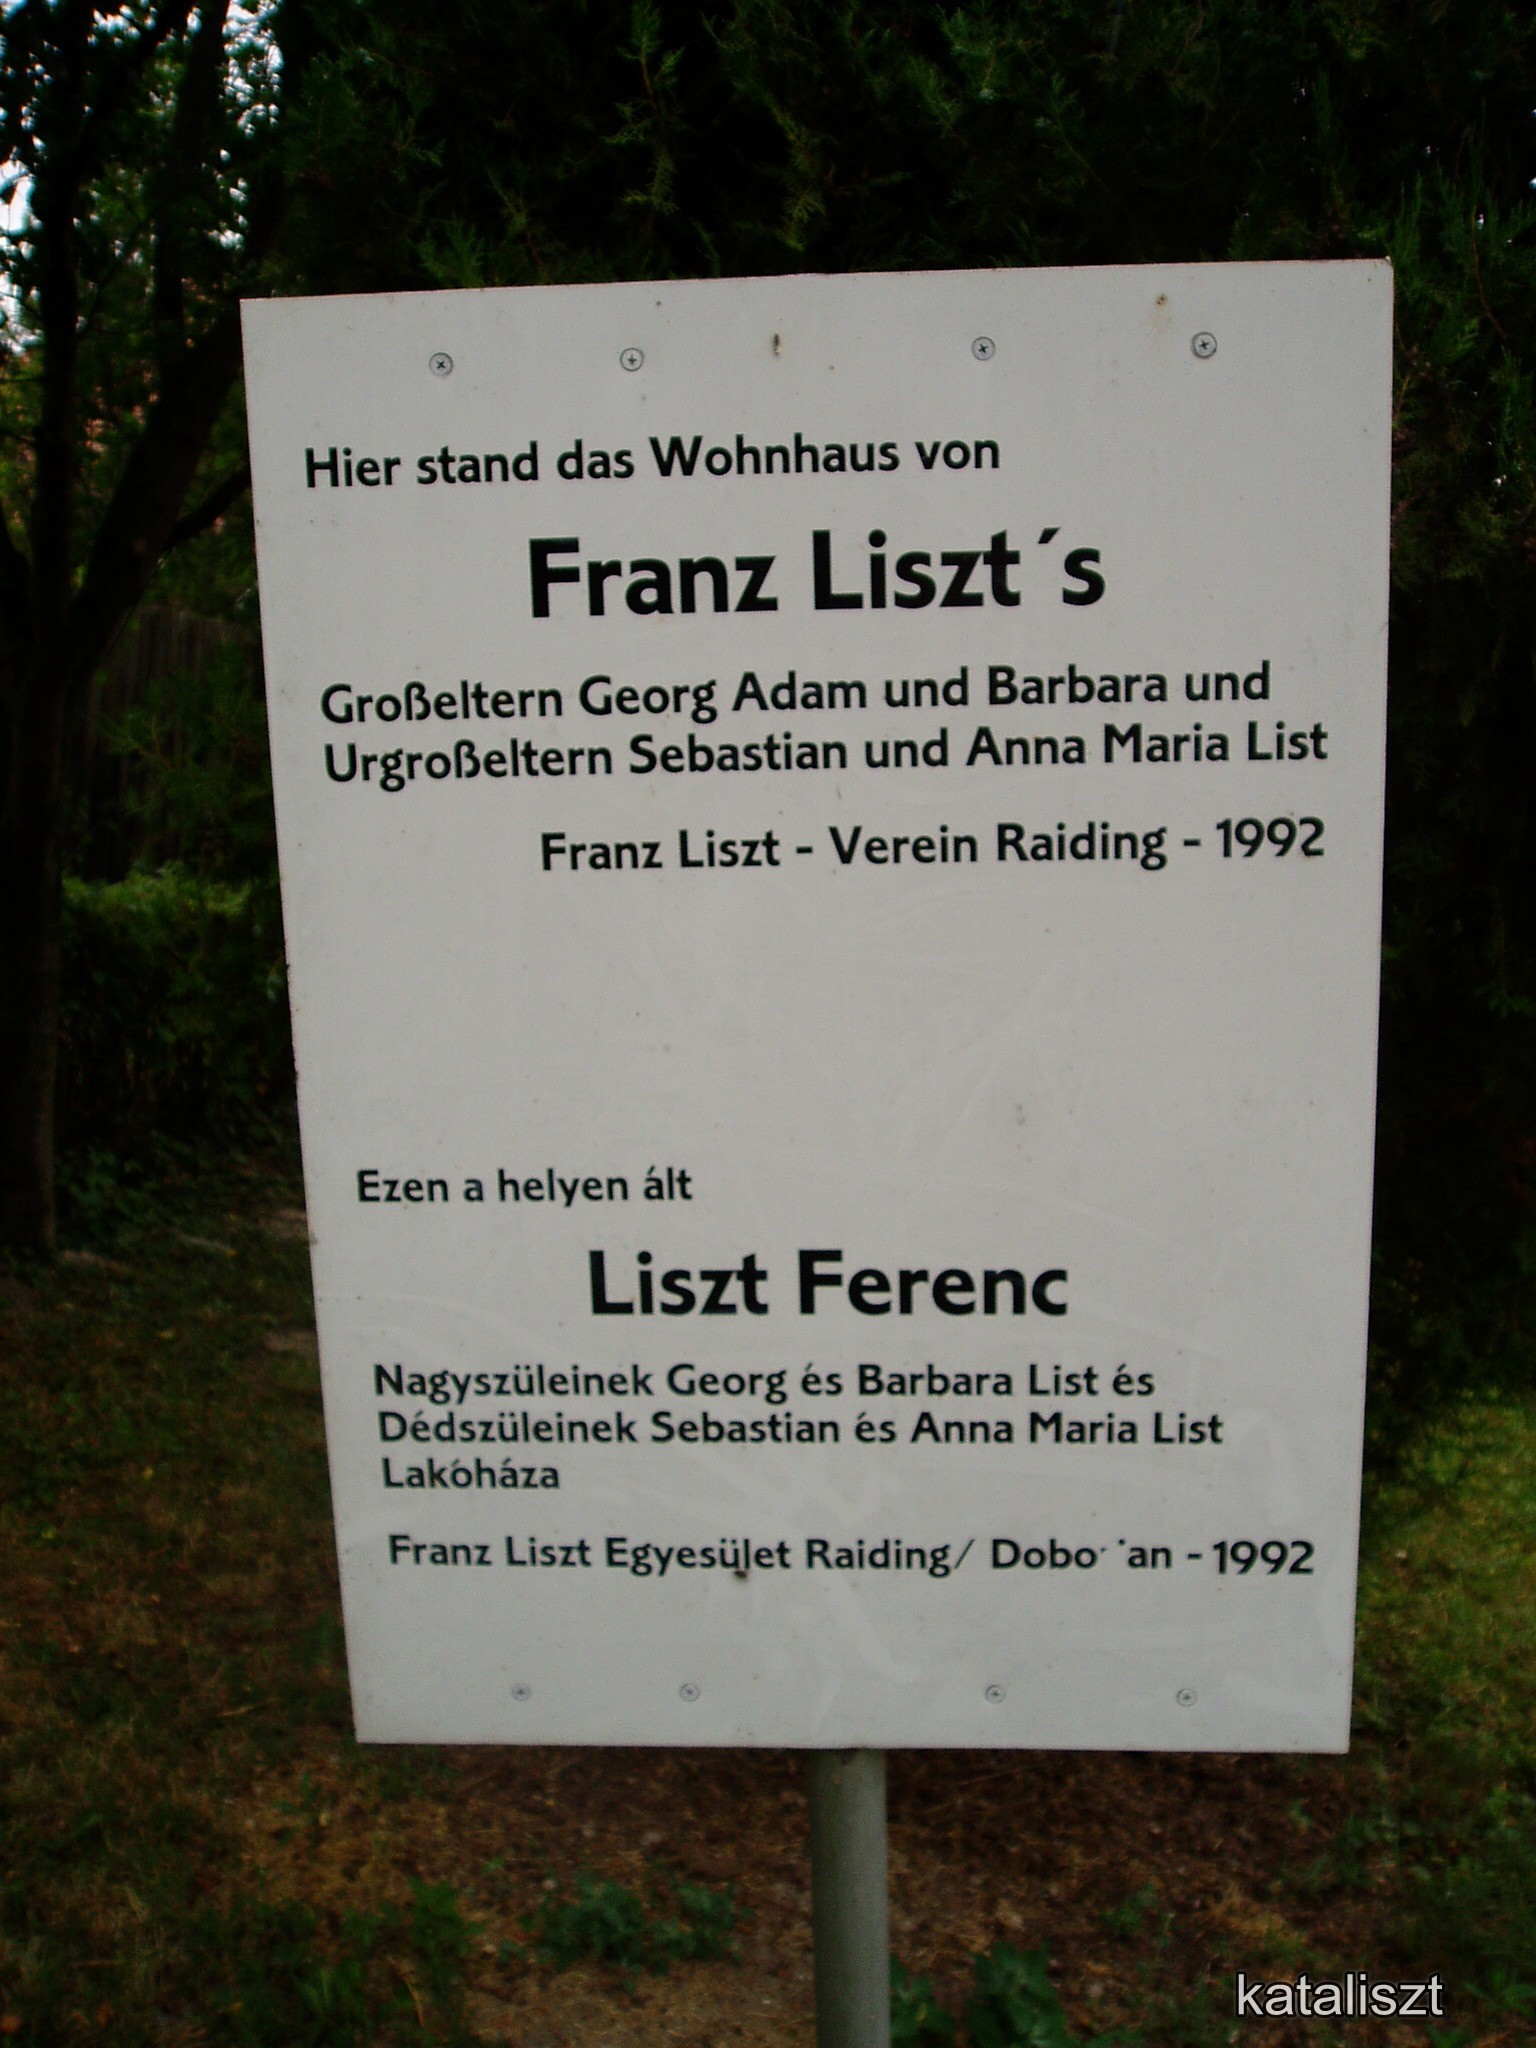 Hier stand das Wohnhaus von
Franz Liszt´s
Großeltern Georg Adam und Barbara und
Urgroßeltern Sebastian und Anna Maria List
Franz Liszt - Verein Raiding - 1992
Ezen a helyen ált
Liszt Ferenc
Nagyszüleinek Georg és Barbara List és
Dédszüleinek Sebastian és Anna Maria List
Lakóháza
Franz Liszt Egyesület Raiding/ - 1992
kataliszt